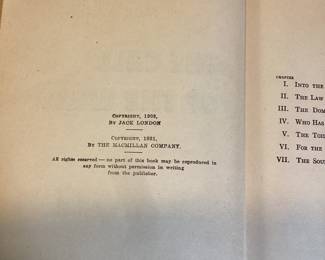 COPYRIGHT, 1903,
BY JACK LONDON
COPYRIGHT, 1931,
BY THE MACMILLAN COMPANY.
All rights reserved—no part of this book may be reproduced in
any form without permission in writing
from the publisher.
CHAPTER
I. INTO THE
II. THE LAW
III. THE DOM
IV. WHO HAS
V. THE TOI
VI. FOR THE
VII. THE SOU